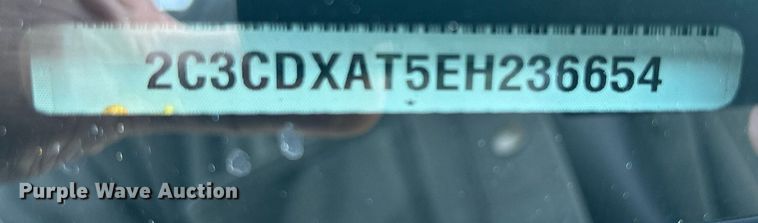 2C3CDXAT5EH236654
Purple Wave Auction